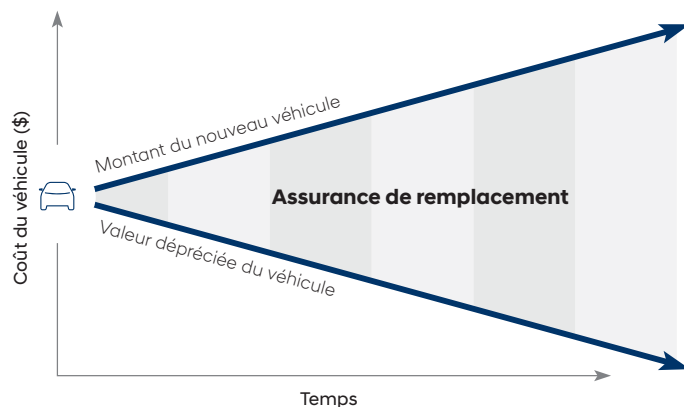 Coût du véhicule ($)
Montant du nouveau véhicule
Assurance de remplacement
Valeur dépréciée du véhicule
Temps